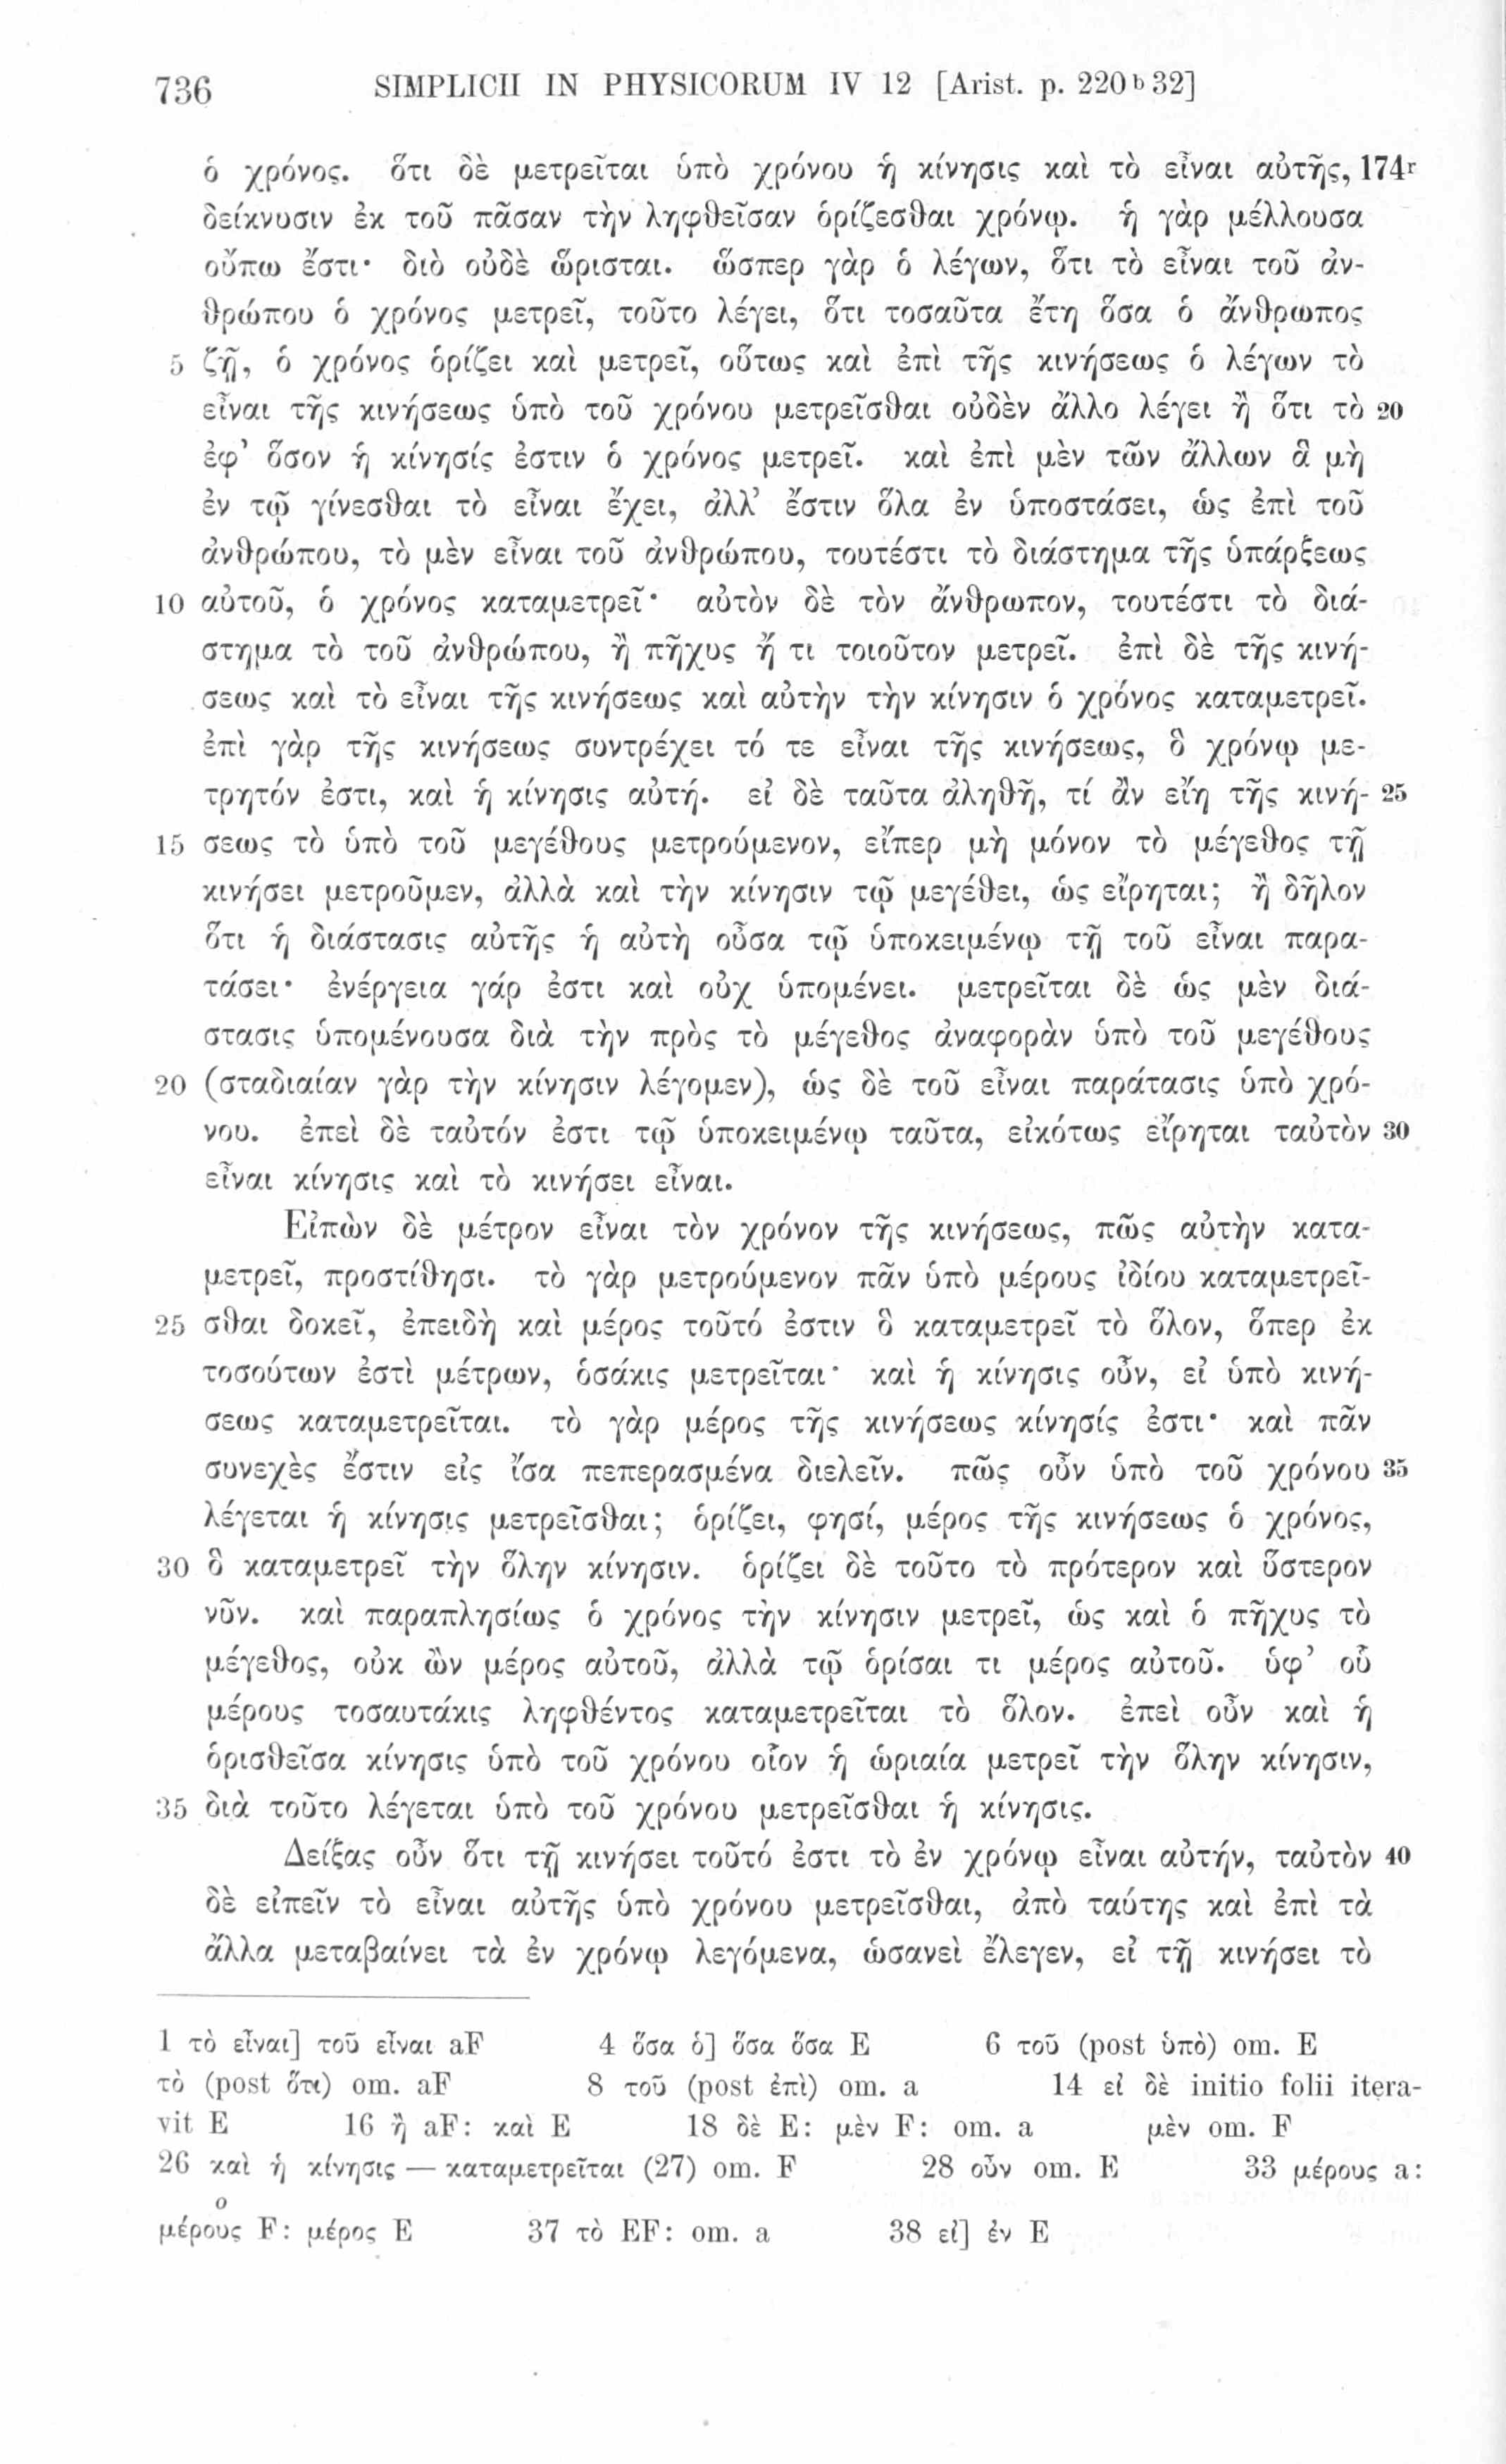 736 SIMPLICII IN PHYSICORUM IV 12 [Arist. p. 220ᵇ32]
ὁ χρόνος. ὅτι δὲ μετρεῖται ὑπὸ χρόνου ἡ κίνησις καὶ τὸ εἶναι αὐτῆς, 174ʳ
δείκνυσιν ἐκ τοῦ πᾶσαν τὴν ληφθεῖσαν ὁρίζεσθαι χρόνῳ. ἡ γὰρ μέλλουσα
οὔπω ἔστι· διὸ οὐδὲ ὥρισται. ὥσπερ γὰρ ὁ λέγων, ὅτι τὸ εἶναι τοῦ ἀν-
θρώπου ὁ χρόνος μετρεῖ, τοῦτο λέγει, ὅτι τοσαῦτα ἔτη ὅσα ὁ ἄνθρωπος
5 ζῇ, ὁ χρόνος ὁρίζει καὶ μετρεῖ, οὕτως καὶ ἐπὶ τῆς κινήσεως ὁ λέγων τὸ
εἶναι τῆς κινήσεως ὑπὸ τοῦ χρόνου μετρεῖσθαι οὐδὲν ἄλλο λέγει ἢ ὅτι τὸ 20
ἐφ’ ὅσον ἡ κίνησίς ἐστιν ὁ χρόνος μετρεῖ. καὶ ἐπὶ μὲν τῶν ἄλλων ἃ μὴ
ἐν τῷ γίνεσθαι τὸ εἶναι ἔχει, ἀλλ’ ἔστιν ὅλα ἐν ὑποστάσει, ὡς ἐπὶ τοῦ
ἀνθρώπου, τὸ μὲν εἶναι τοῦ ἀνθρώπου, τουτέστι τὸ διάστημα τῆς ὑπάρξεως
10 αὐτοῦ, ὁ χρόνος καταμετρεῖ· αὐτὸν δὲ τὸν ἄνθρωπον, τουτέστι τὸ διά-
στημα τὸ τοῦ ἀνθρώπου, ἢ πῆχυς ἤ τι τοιοῦτον μετρεῖ. ἐπὶ δὲ τῆς κινή-
σεως καὶ τὸ εἶναι τῆς κινήσεως καὶ αὐτὴν τὴν κίνησιν ὁ χρόνος καταμετρεῖ.
ἐπὶ γὰρ τῆς κινήσεως συντρέχει τό τε εἶναι τῆς κινήσεως, ὃ χρόνῳ με-
τρητόν ἐστι, καὶ ἡ κίνησις αὐτή. εἰ δὲ ταῦτα ἀληθῆ, τί ἂν εἴη τῆς κινή- 25
15 σεως τὸ ὑπὸ τοῦ μεγέθους μετρούμενον, εἴπερ μὴ μόνον τὸ μέγεθος τῇ
κινήσει μετροῦμεν, ἀλλὰ καὶ τὴν κίνησιν τῷ μεγέθει, ὡς εἴρηται; ἢ δῆλον
ὅτι ἡ διάστασις αὐτῆς ἡ αὐτὴ οὖσα τῷ ὑποκειμένῳ τῇ τοῦ εἶναι παρα-
τάσει· ἐνέργεια γάρ ἐστι καὶ οὐχ ὑπομένει. μετρεῖται δὲ ὡς μὲν διά-
στασις ὑπομένουσα διὰ τὴν πρὸς τὸ μέγεθος ἀναφορὰν ὑπὸ τοῦ μεγέθους
20 (σταδιαίαν γὰρ τὴν κίνησιν λέγομεν), ὡς δὲ τοῦ εἶναι παράτασις ὑπὸ χρό-
νου. ἐπεὶ δὲ ταὐτόν ἐστι τῷ ὑποκειμένῳ ταῦτα, εἰκότως εἴρηται ταὐτὸν 30
εἶναι κίνησις καὶ τὸ κινήσει εἶναι.
Εἰπὼν δὲ μέτρον εἶναι τὸν χρόνον τῆς κινήσεως, πῶς αὐτὴν κατα-
μετρεῖ, προστίθησι. τὸ γὰρ μετρούμενον πᾶν ὑπὸ μέρους ἰδίου καταμετρεῖ-
25 σθαι δοκεῖ, ἐπειδὴ καὶ μέρος τοῦτό ἐστιν ὃ καταμετρεῖ τὸ ὅλον, ὅπερ ἐκ
τοσούτων ἐστὶ μέτρων, ὁσάκις μετρεῖται· καὶ ἡ κίνησις οὖν, εἰ ὑπὸ κινή-
σεως καταμετρεῖται. τὸ γὰρ μέρος τῆς κινήσεως κίνησίς ἐστι· καὶ πᾶν
συνεχὲς ἔστιν εἰς ἴσα πεπερασμένα διελεῖν. πῶς οὖν ὑπὸ τοῦ χρόνου 35
λέγεται ἡ κίνησις μετρεῖσθαι; ὁρίζει, φησί, μέρος τῆς κινήσεως ὁ χρόνος,
30 ὃ καταμετρεῖ τὴν ὅλην κίνησιν. ὁρίζει δὲ τοῦτο τὸ πρότερον καὶ ὕστερον
νῦν. καὶ παραπλησίως ὁ χρόνος τὴν κίνησιν μετρεῖ, ὡς καὶ ὁ πῆχυς τὸ
μέγεθος, οὐκ ὢν μέρος αὐτοῦ, ἀλλὰ τῷ ὁρίσαι τι μέρος αὐτοῦ. ὑφ’ οὗ
μέρους τοσαυτάκις ληφθέντος καταμετρεῖται τὸ ὅλον. ἐπεὶ οὖν καὶ ἡ
ὁρισθεῖσα κίνησις ὑπὸ τοῦ χρόνου οἷον ἡ ὡριαία μετρεῖ τὴν ὅλην κίνησιν,
35 διὰ τοῦτο λέγεται ὑπὸ τοῦ χρόνου μετρεῖσθαι ἡ κίνησις.
Δείξας οὖν ὅτι τῇ κινήσει τοῦτό ἐστι τὸ ἐν χρόνῳ εἶναι αὐτήν, ταὐτὸν 40
δὲ εἰπεῖν τὸ εἶναι αὐτῆς ὑπὸ χρόνου μετρεῖσθαι, ἀπὸ ταύτης καὶ ἐπὶ τὰ
ἄλλα μεταβαίνει τὰ ἐν χρόνῳ λεγόμενα, ὡσανεὶ ἔλεγεν, εἰ τῇ κινήσει τὸ
1 τὸ εἶναι] τοῦ εἶναι aF 4 ὅσα ὁ] ὅσα ὅσα E 6 τοῦ (post ὑπὸ) om. E
τὸ (post ὅτι) om. aF 8 τοῦ (post ἐπὶ) om. a 14 εἰ δὲ initio folii itera-
vit E 16 ἢ aF: καὶ E 18 δὲ E: μὲν F: om. a μὲν om. F
26 καὶ ἡ κίνησις — καταμετρεῖται (27) om. F 28 οὖν om. E 33 μέρους a:
ο
μέρους F: μέρος E 37 τὸ EF: om. a 38 εἰ] ἐν E